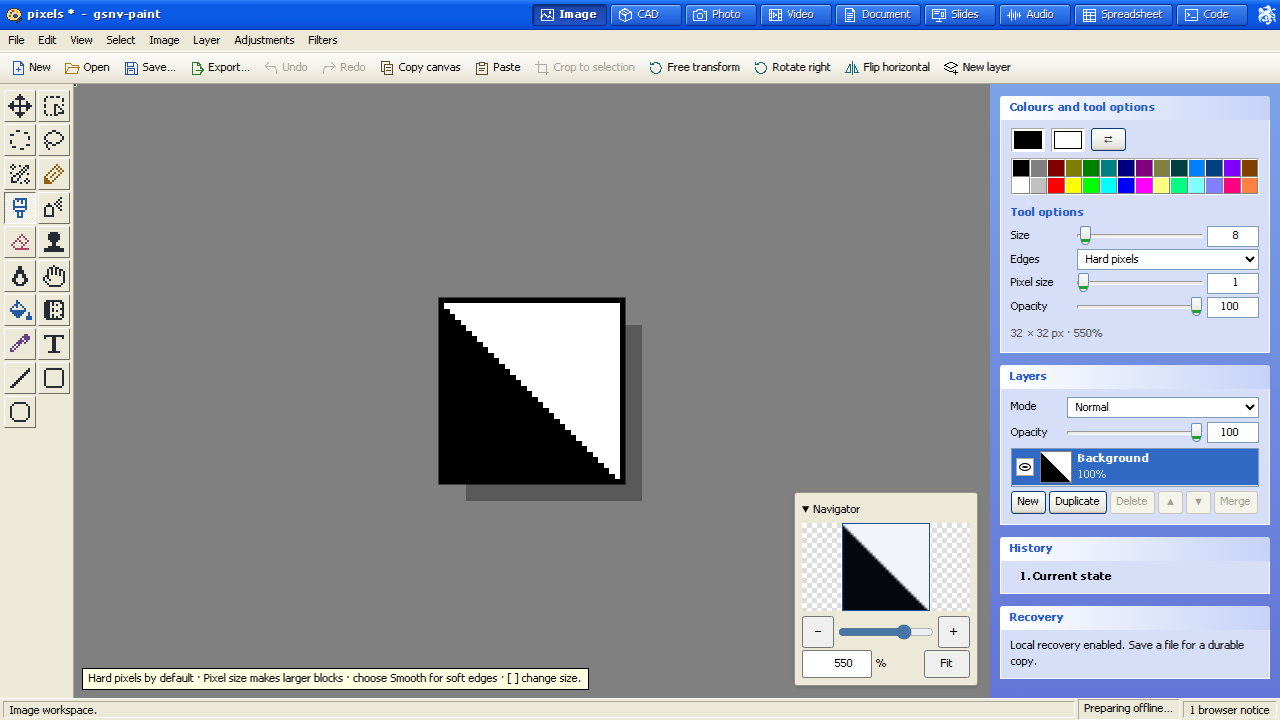 pixels * - gsnv-paint
Image
CAD
Photo
Video
Document
Slides
Audio
Spreadsheet
Code
File Edit View Select Image Layer Adjustments Filters
New Open Save... Export... Undo Redo Copy canvas Paste Crop to selection Free transform Rotate right Flip horizontal New layer
Colours and tool options
Tool options
Size 8
Edges Hard pixels
Pixel size 1
Opacity 100
32 × 32 px · 550%
Layers
Mode Normal
Opacity 100
Background
100%
New Duplicate Delete ▲ ▼ Merge
History
1. Current state
Recovery
Local recovery enabled. Save a file for a durable
copy.
▼ Navigator
− +
550 % Fit
Hard pixels by default · Pixel size makes larger blocks · choose Smooth for soft edges · [ ] change size.
Image workspace.
Preparing offline...
1 browser notice